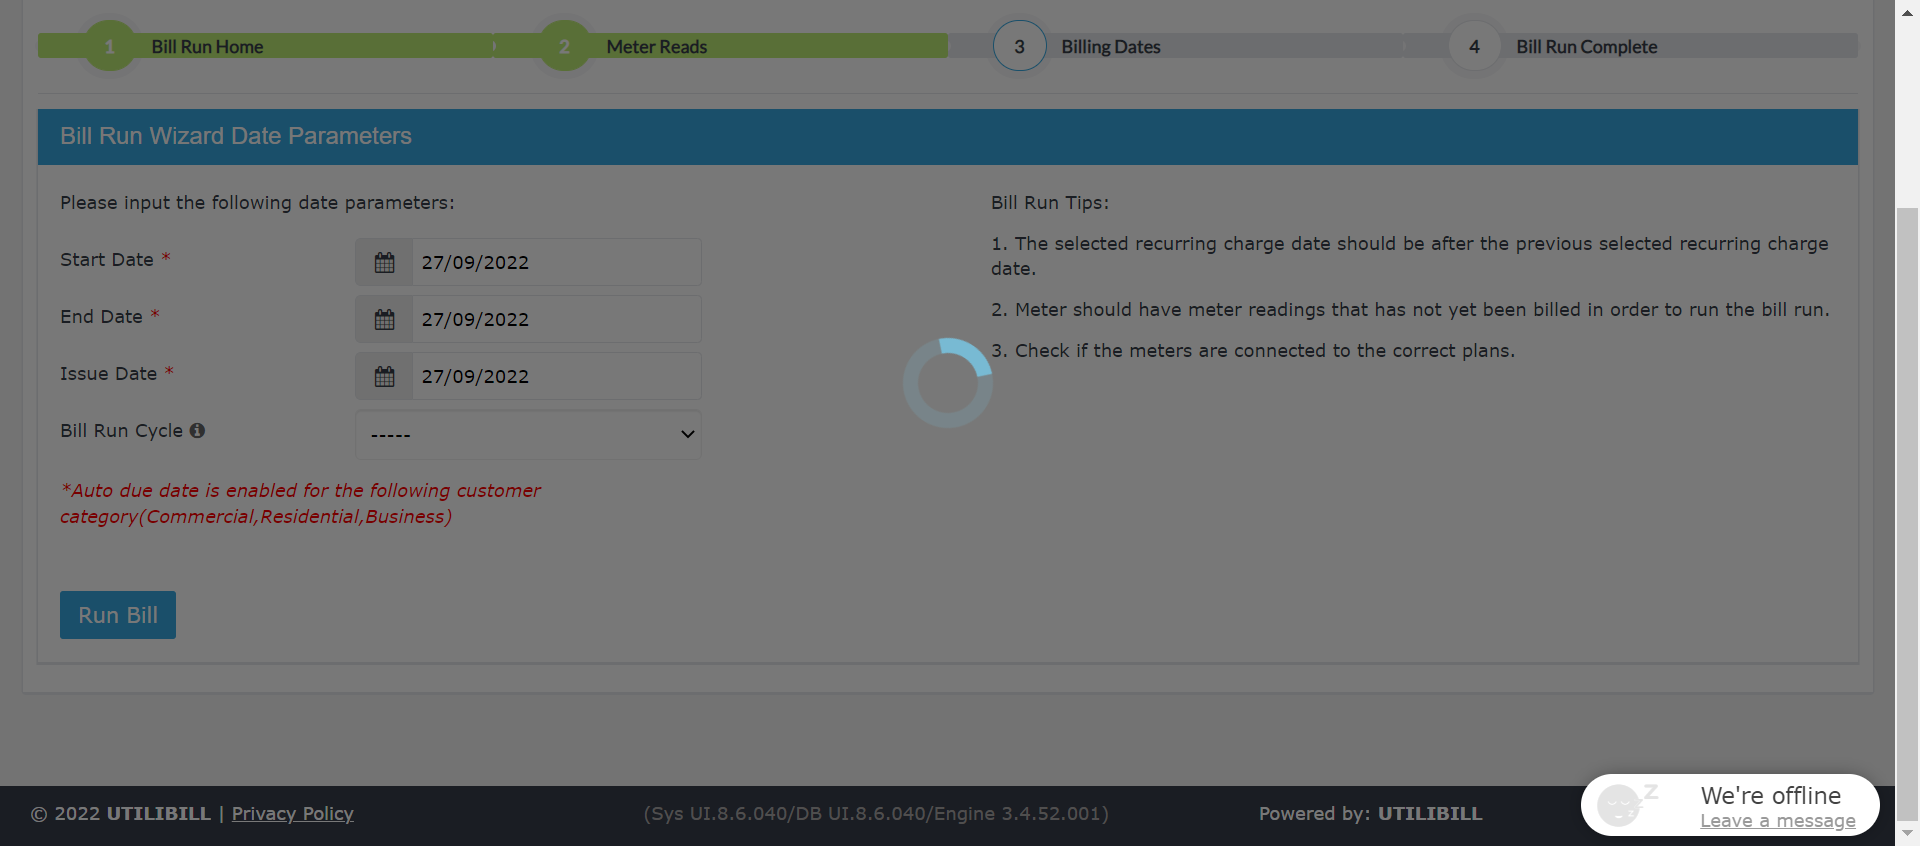 1 Bill Run Home 2 Meter Reads 3 Billing Dates 4 Bill Run Complete
Bill Run Wizard Date Parameters
Please input the following date parameters:
Start Date * 27/09/2022
End Date * 27/09/2022
Issue Date * 27/09/2022
Bill Run Cycle -----
*Auto due date is enabled for the following customer
category(Commercial,Residential,Business)
Run Bill
Bill Run Tips:
1. The selected recurring charge date should be after the previous selected recurring charge
date.
2. Meter should have meter readings that has not yet been billed in order to run the bill run.
3. Check if the meters are connected to the correct plans.
© 2022 UTILIBILL | Privacy Policy (Sys UI.8.6.040/DB UI.8.6.040/Engine 3.4.52.001) Powered by: UTILIBILL
We're offline
Leave a message